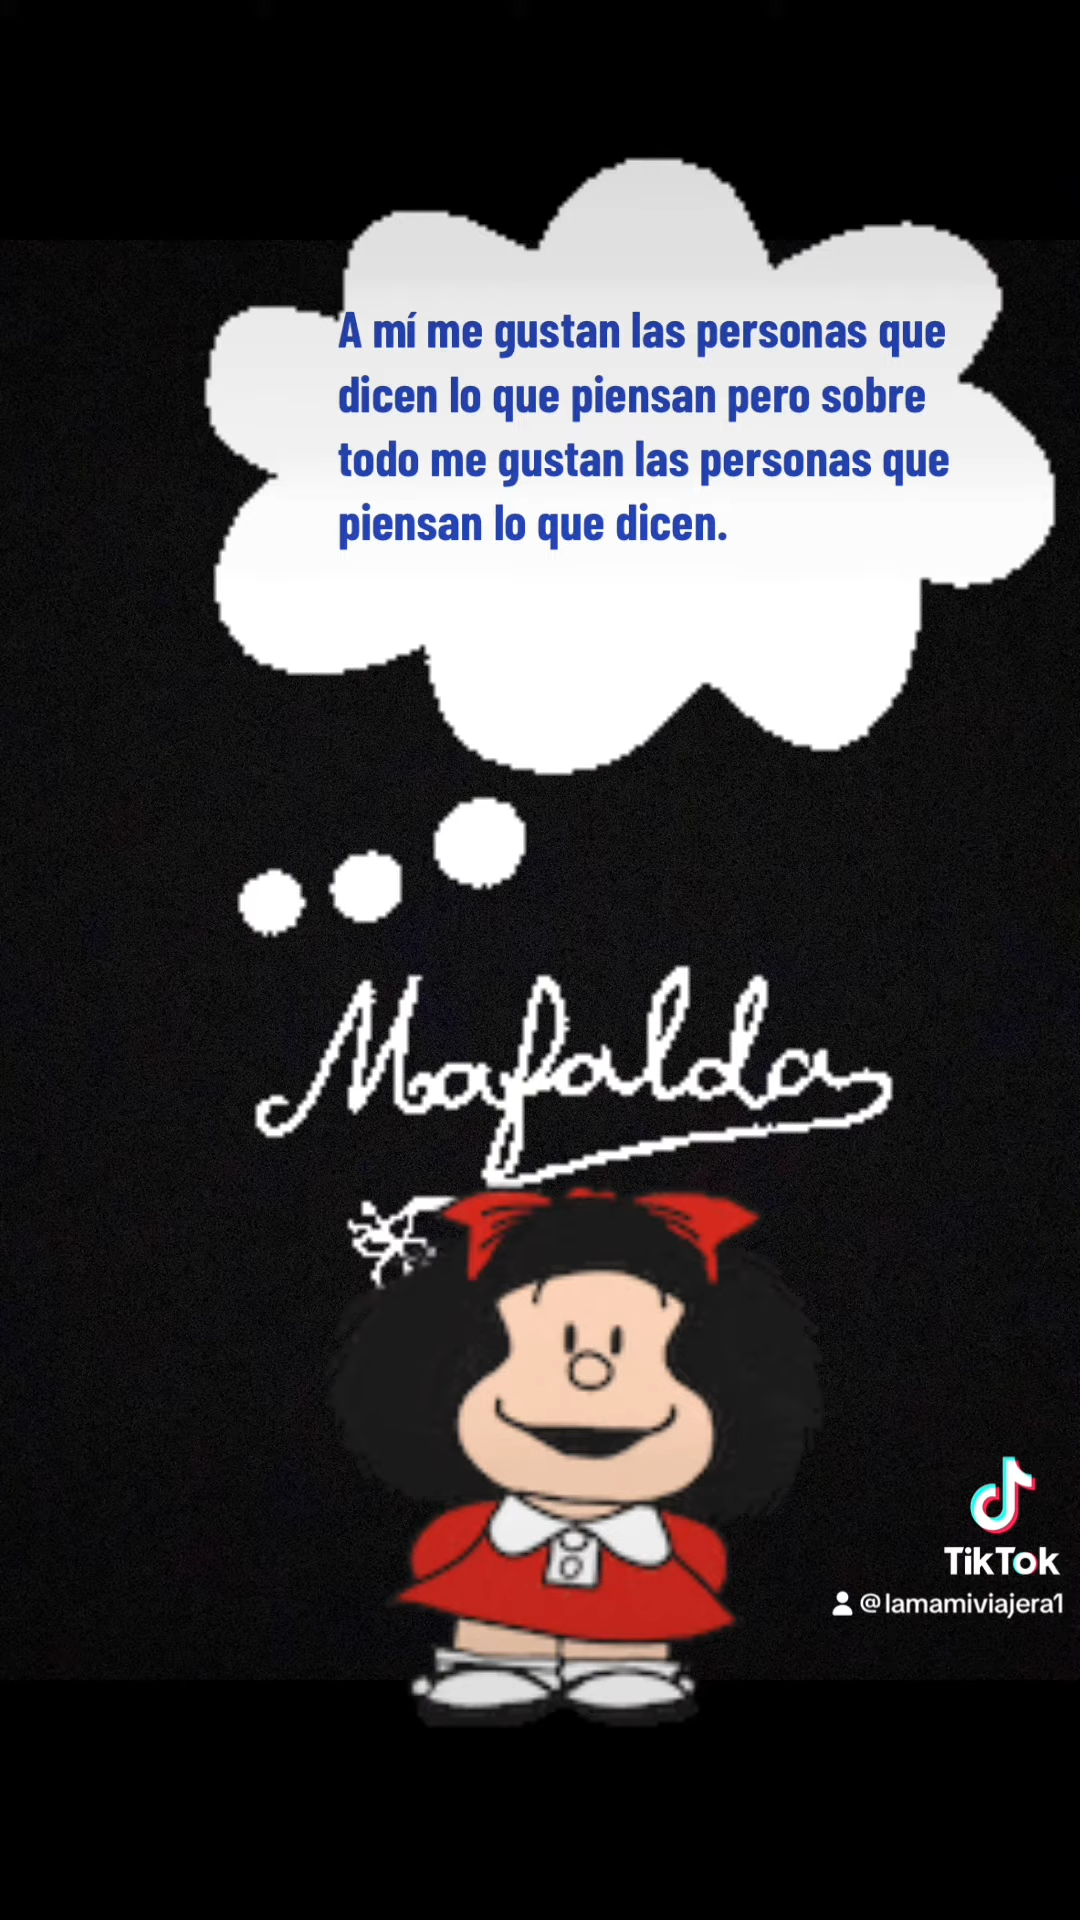 A mí me gustan las personas que
dicen lo que piensan pero sobre
todo me gustan las personas que
piensan lo que dicen.
Mafalda
TikTok
@lamamiviajera1